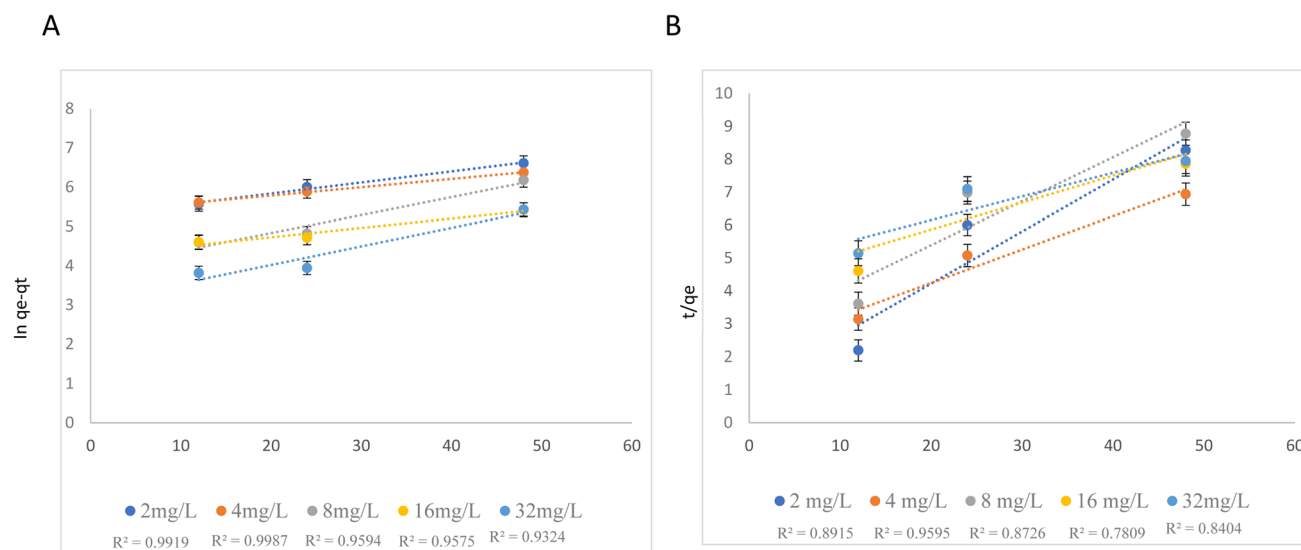 A
ln qe-qt
8
7
6
5
4
3
2
1
0
0 10 20 30 40 50 60
2mg/L 4mg/L 8mg/L 16mg/L 32mg/L
R² = 0.9919 R² = 0.9987 R² = 0.9594 R² = 0.9575 R² = 0.9324
B
t/qe
10
9
8
7
6
5
4
3
2
1
0
0 10 20 30 40 50 60
2 mg/L 4 mg/L 8 mg/L 16 mg/L 32mg/L
R² = 0.8915 R² = 0.9595 R² = 0.8726 R² = 0.7809 R² = 0.8404